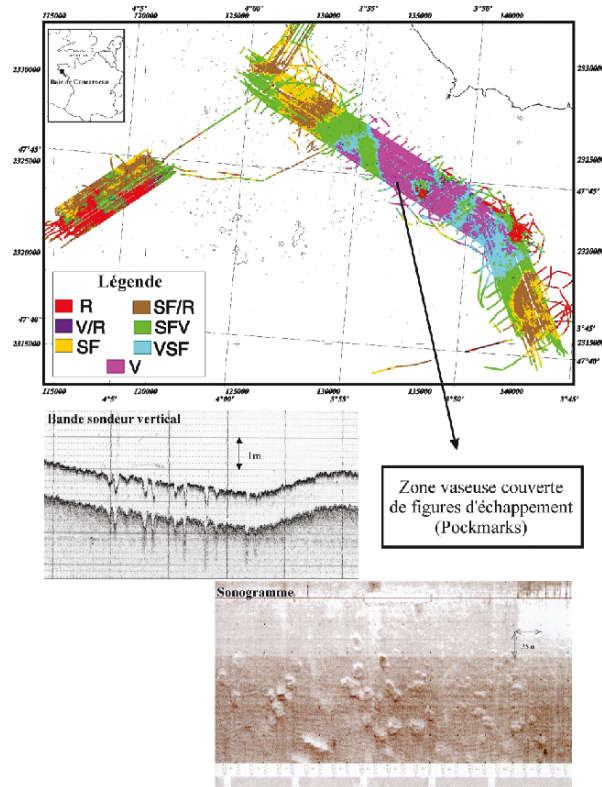 115000 4°5' 120000 4°00' 125000 3°55' 130000 3°50' 135000 140000
Baie de Concarneau
2330000
2330000
47°45'
2325000
2325000
47°45'
2320000
2320000
Légende
R SF/R
V/R SFV
SF VSF
V
47°40'
2315000
3°45'
2315000
47°40'
115000 4°5' 120000 4°00' 125000 3°55' 130000 3°50' 135000 140000 3°45'
Bande sondeur vertical
1m
Zone vaseuse couverte
de figures d'échappement
(Pockmarks)
Sonogramme